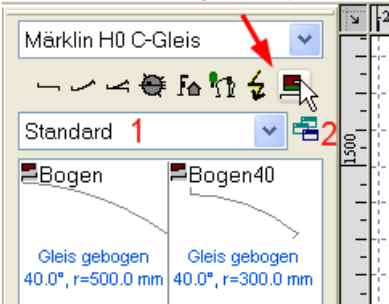 Märklin H0 C-Gleis
Standard 1
2
Bogen
Bogen40
Gleis gebogen
40.0°, r=500.0 mm
Gleis gebogen
40.0°, r=300.0 mm
1500